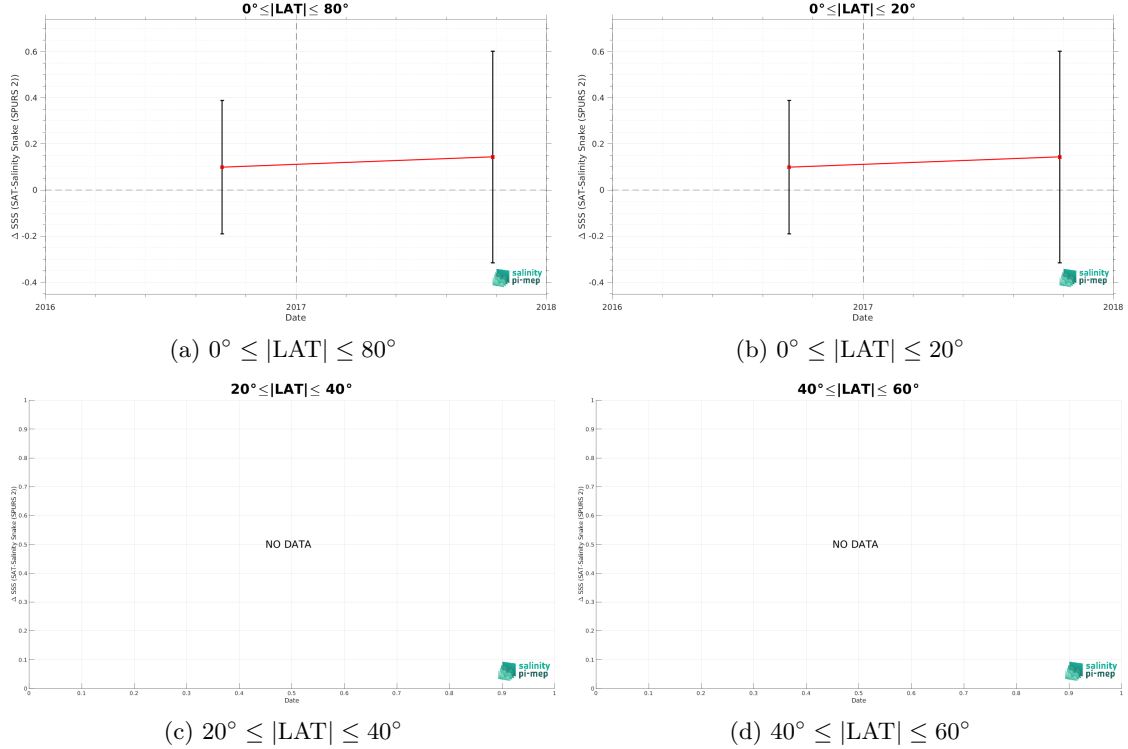 0°≤|LAT|≤ 80°
Δ SSS (SAT-Salinity Snake (SPURS 2))
0.6
0.4
0.2
0
-0.2
-0.4
2016
2017
2018
Date
salinity
pi-mep
(a) 0° ≤ |LAT| ≤ 80°
0°≤|LAT|≤ 20°
Δ SSS (SAT-Salinity Snake (SPURS 2))
0.6
0.4
0.2
0
-0.2
-0.4
2016
2017
2018
Date
salinity
pi-mep
(b) 0° ≤ |LAT| ≤ 20°
20°≤|LAT|≤ 40°
Δ SSS (SAT-Salinity Snake (SPURS 2))
1
0.9
0.8
0.7
0.6
0.5
0.4
0.3
0.2
0.1
0
NO DATA
0 0.1 0.2 0.3 0.4 0.5 0.6 0.7 0.8 0.9 1
Date
salinity
pi-mep
(c) 20° ≤ |LAT| ≤ 40°
40°≤|LAT|≤ 60°
Δ SSS (SAT-Salinity Snake (SPURS 2))
1
0.9
0.8
0.7
0.6
0.5
0.4
0.3
0.2
0.1
0
NO DATA
0 0.1 0.2 0.3 0.4 0.5 0.6 0.7 0.8 0.9 1
Date
salinity
pi-mep
(d) 40° ≤ |LAT| ≤ 60°